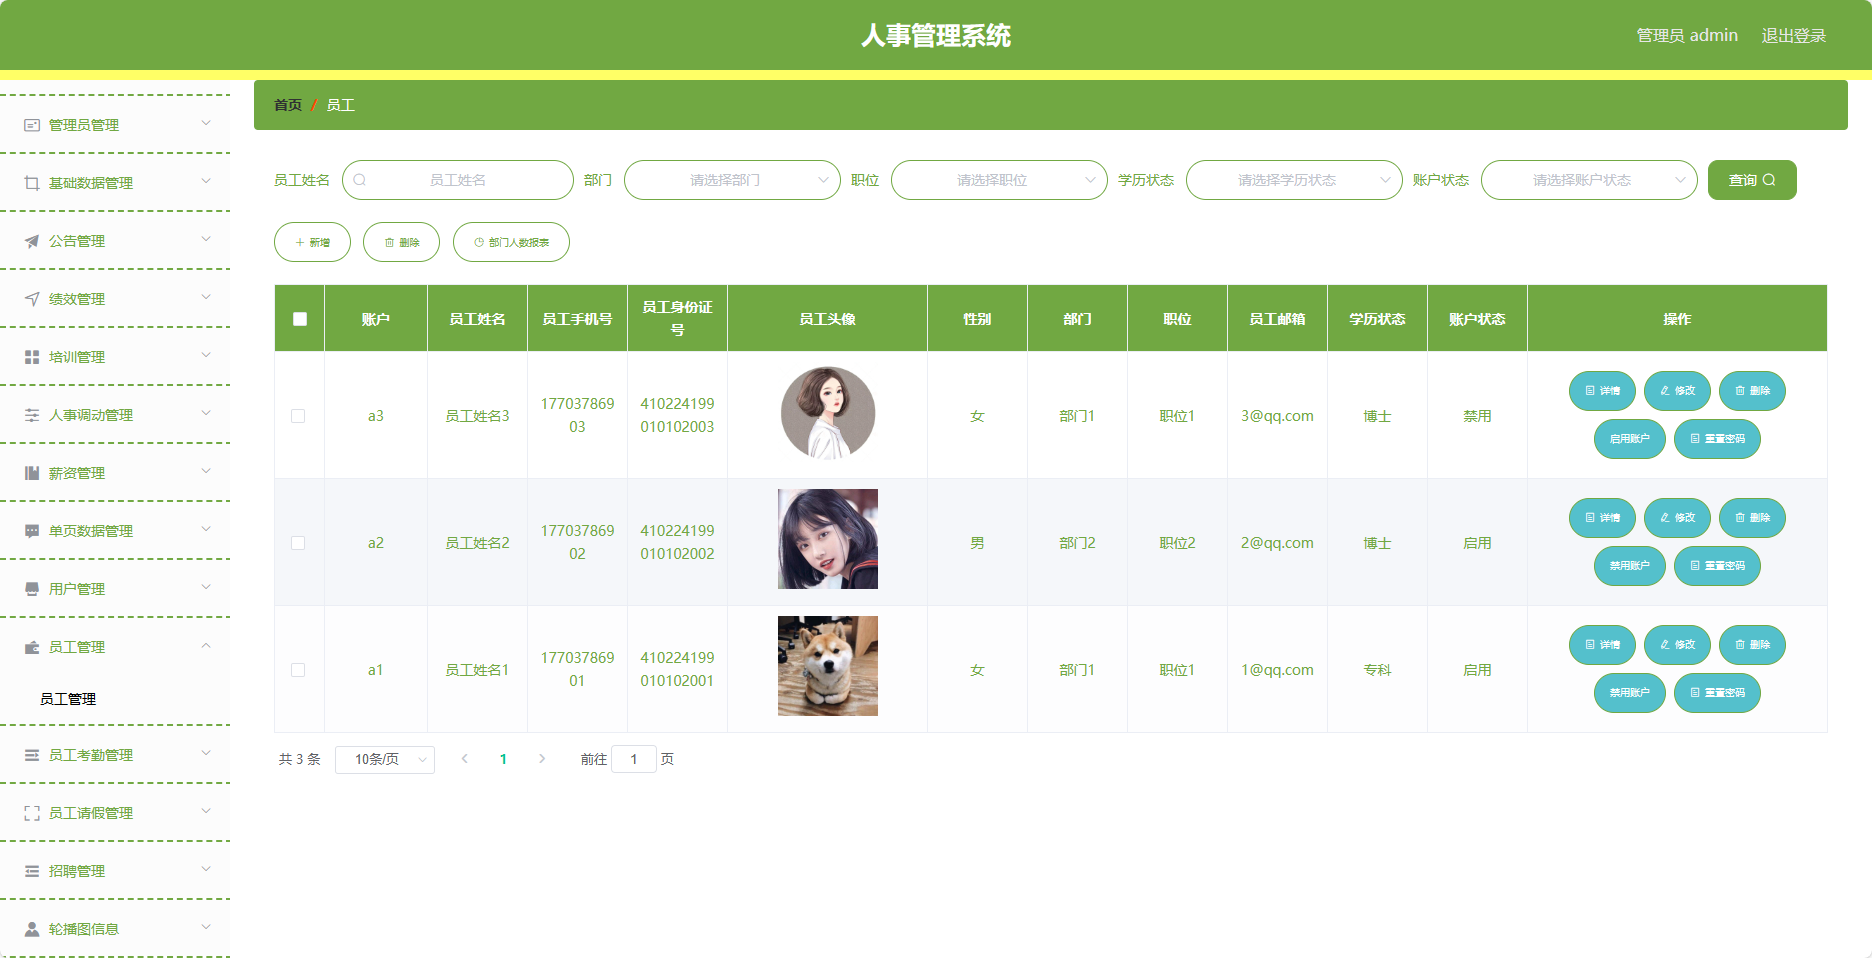 人事管理系统
管理员 admin 退出登录
首页 / 员工
管理员管理
基础数据管理
公告管理
绩效管理
培训管理
人事调动管理
薪资管理
单页数据管理
用户管理
员工管理
员工管理
员工考勤管理
员工请假管理
招聘管理
轮播图信息
员工姓名 员工姓名 部门 请选择部门 职位 请选择职位 学历状态 请选择学历状态 账户状态 请选择账户状态 查询
新增 删除 部门人数报表
账户 员工姓名 员工手机号 员工身份证号 员工头像 性别 部门 职位 员工邮箱 学历状态 账户状态 操作
a3 员工姓名3 17703786903 410224199010102003 女 部门1 职位1 3@qq.com 博士 禁用 详情 修改 删除
启用账户 重置密码
a2 员工姓名2 17703786902 410224199010102002 男 部门2 职位2 2@qq.com 博士 启用 详情 修改 删除
禁用账户 重置密码
a1 员工姓名1 17703786901 410224199010102001 女 部门1 职位1 1@qq.com 专科 启用 详情 修改 删除
禁用账户 重置密码
共 3 条 10条/页 1 前往 1 页